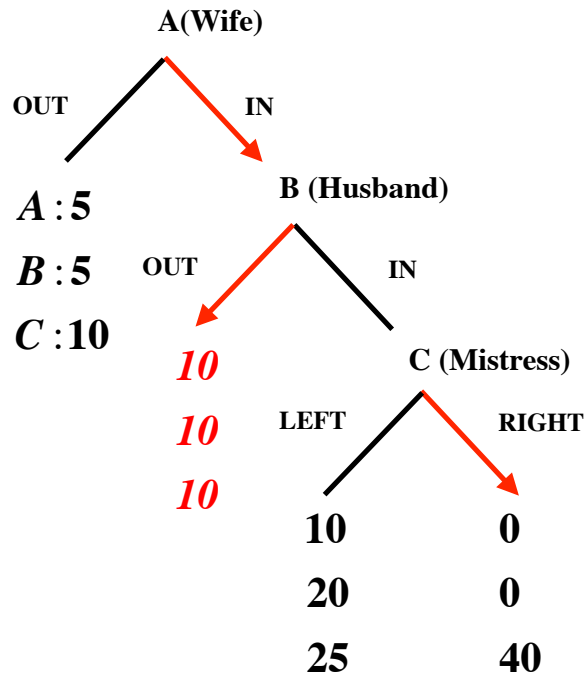 A(Wife)
OUT
IN
A : 5
B : 5
C : 10
B (Husband)
OUT
IN
10
10
10
C (Mistress)
LEFT
RIGHT
10 0
20 0
25 40